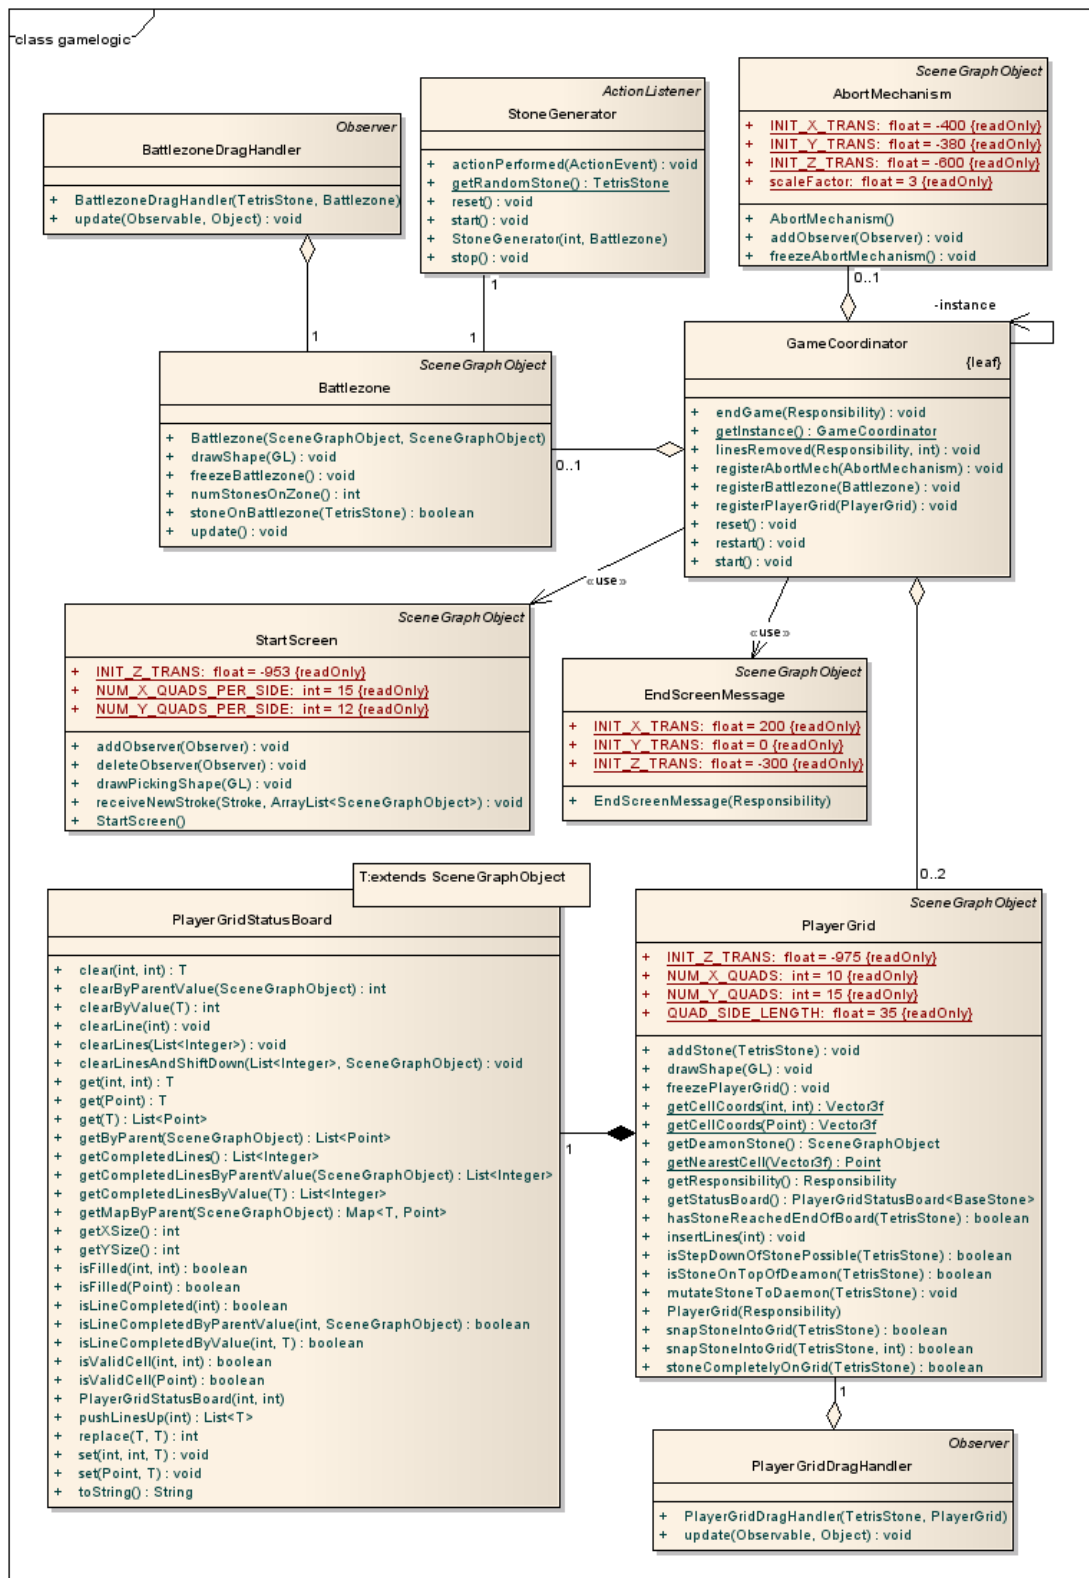 class gamelogic
Observer
BattlezoneDragHandler
+ BattlezoneDragHandler(TetrisStone, Battlezone)
+ update(Observable, Object) : void
ActionListener
StoneGenerator
+ actionPerformed(ActionEvent) : void
+ getRandomStone() : TetrisStone
+ reset() : void
+ start() : void
+ StoneGenerator(int, Battlezone)
+ stop() : void
SceneGraphObject
AbortMechanism
+ INIT_X_TRANS: float = -400 {readOnly}
+ INIT_Y_TRANS: float = -380 {readOnly}
+ INIT_Z_TRANS: float = -600 {readOnly}
+ scaleFactor: float = 3 {readOnly}
+ AbortMechanism()
+ addObserver(Observer) : void
+ freezeAbortMechanism() : void
1
1
1
0..1
-instance
SceneGraphObject
Battlezone
+ Battlezone(SceneGraphObject, SceneGraphObject)
+ drawShape(GL) : void
+ freezeBattlezone() : void
+ numStonesOnZone() : int
+ stoneOnBattlezone(TetrisStone) : boolean
+ update() : void
0..1
GameCoordinator
{leaf}
+ endGame(Responsibility) : void
+ getInstance() : GameCoordinator
+ linesRemoved(Responsibility, int) : void
+ registerAbortMech(AbortMechanism) : void
+ registerBattlezone(Battlezone) : void
+ registerPlayerGrid(PlayerGrid) : void
+ reset() : void
+ restart() : void
+ start() : void
«use»
«use»
SceneGraphObject
StartScreen
+ INIT_Z_TRANS: float = -953 {readOnly}
+ NUM_X_QUADS_PER_SIDE: int = 15 {readOnly}
+ NUM_Y_QUADS_PER_SIDE: int = 12 {readOnly}
+ addObserver(Observer) : void
+ deleteObserver(Observer) : void
+ drawPickingShape(GL) : void
+ receiveNewStroke(Stroke, ArrayList<SceneGraphObject>) : void
+ StartScreen()
SceneGraphObject
EndScreenMessage
+ INIT_X_TRANS: float = 200 {readOnly}
+ INIT_Y_TRANS: float = 0 {readOnly}
+ INIT_Z_TRANS: float = -300 {readOnly}
+ EndScreenMessage(Responsibility)
0..2
T:extends SceneGraphObject
PlayerGridStatusBoard
+ clear(int, int) : T
+ clearByParentValue(SceneGraphObject) : int
+ clearByValue(T) : int
+ clearLine(int) : void
+ clearLines(List<Integer>) : void
+ clearLinesAndShiftDown(List<Integer>, SceneGraphObject) : void
+ get(int, int) : T
+ get(Point) : T
+ get(T) : List<Point>
+ getByParent(SceneGraphObject) : List<Point>
+ getCompletedLines() : List<Integer>
+ getCompletedLinesByParentValue(SceneGraphObject) : List<Integer>
+ getCompletedLinesByValue(T) : List<Integer>
+ getMapByParent(SceneGraphObject) : Map<T, Point>
+ getXSize() : int
+ getYSize() : int
+ isFilled(int, int) : boolean
+ isFilled(Point) : boolean
+ isLineCompleted(int) : boolean
+ isLineCompletedByParentValue(int, SceneGraphObject) : boolean
+ isLineCompletedByValue(int, T) : boolean
+ isValidCell(int, int) : boolean
+ isValidCell(Point) : boolean
+ PlayerGridStatusBoard(int, int)
+ pushLinesUp(int) : List<T>
+ replace(T, T) : int
+ set(int, int, T) : void
+ set(Point, T) : void
+ toString() : String
1
SceneGraphObject
PlayerGrid
+ INIT_Z_TRANS: float = -975 {readOnly}
+ NUM_X_QUADS: int = 10 {readOnly}
+ NUM_Y_QUADS: int = 15 {readOnly}
+ QUAD_SIDE_LENGTH: float = 35 {readOnly}
+ addStone(TetrisStone) : void
+ drawShape(GL) : void
+ freezePlayerGrid() : void
+ getCellCoords(int, int) : Vector3f
+ getCellCoords(Point) : Vector3f
+ getDeamonStone() : SceneGraphObject
+ getNearestCell(Vector3f) : Point
+ getResponsibility() : Responsibility
+ getStatusBoard() : PlayerGridStatusBoard<BaseStone>
+ hasStoneReachedEndOfBoard(TetrisStone) : boolean
+ insertLines(int) : void
+ isStepDownOfStonePossible(TetrisStone) : boolean
+ isStoneOnTopOfDeamon(TetrisStone) : boolean
+ mutateStoneToDaemon(TetrisStone) : void
+ PlayerGrid(Responsibility)
+ snapStoneIntoGrid(TetrisStone) : boolean
+ snapStoneIntoGrid(TetrisStone, int) : boolean
+ stoneCompletelyOnGrid(TetrisStone) : boolean
1
Observer
PlayerGridDragHandler
+ PlayerGridDragHandler(TetrisStone, PlayerGrid)
+ update(Observable, Object) : void